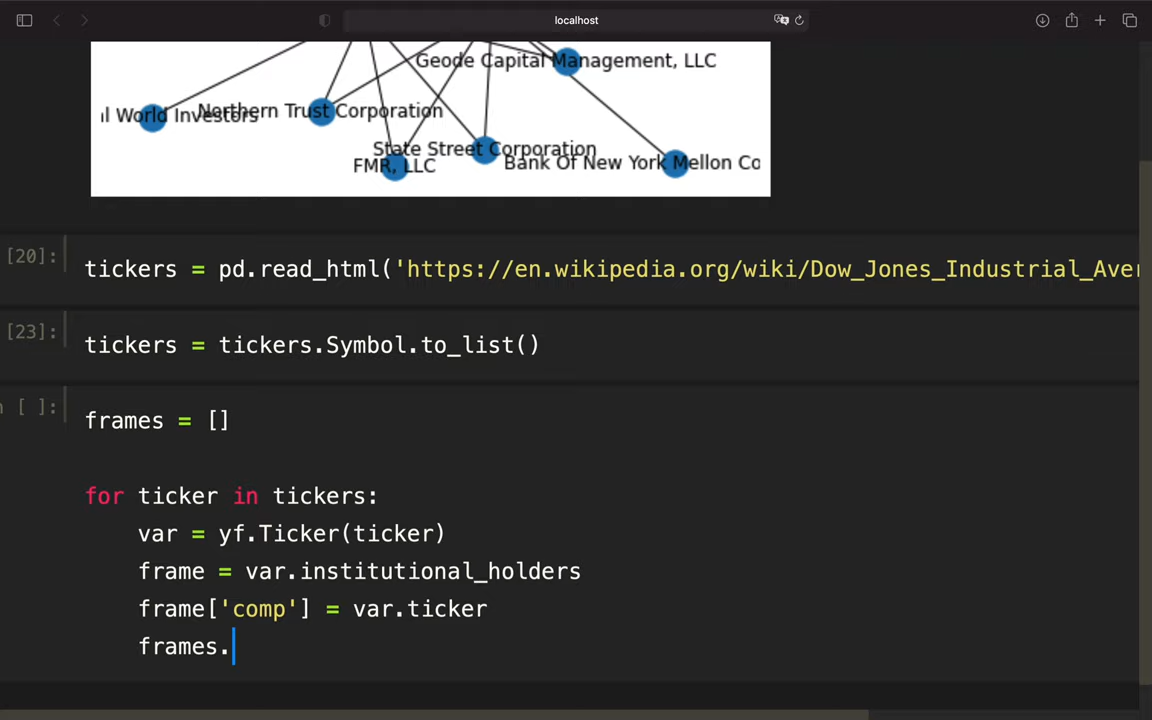 localhost
Geode Capital Management, LLC
al World Investors
Northern Trust Corporation
State Street Corporation
FMR, LLC
Bank Of New York Mellon Co
[20]:
tickers = pd.read_html('https://en.wikipedia.org/wiki/Dow_Jones_Industrial_Aver
[23]:
tickers = tickers.Symbol.to_list()
n [ ]:
frames = []
for ticker in tickers:
var = yf.Ticker(ticker)
frame = var.institutional_holders
frame['comp'] = var.ticker
frames.